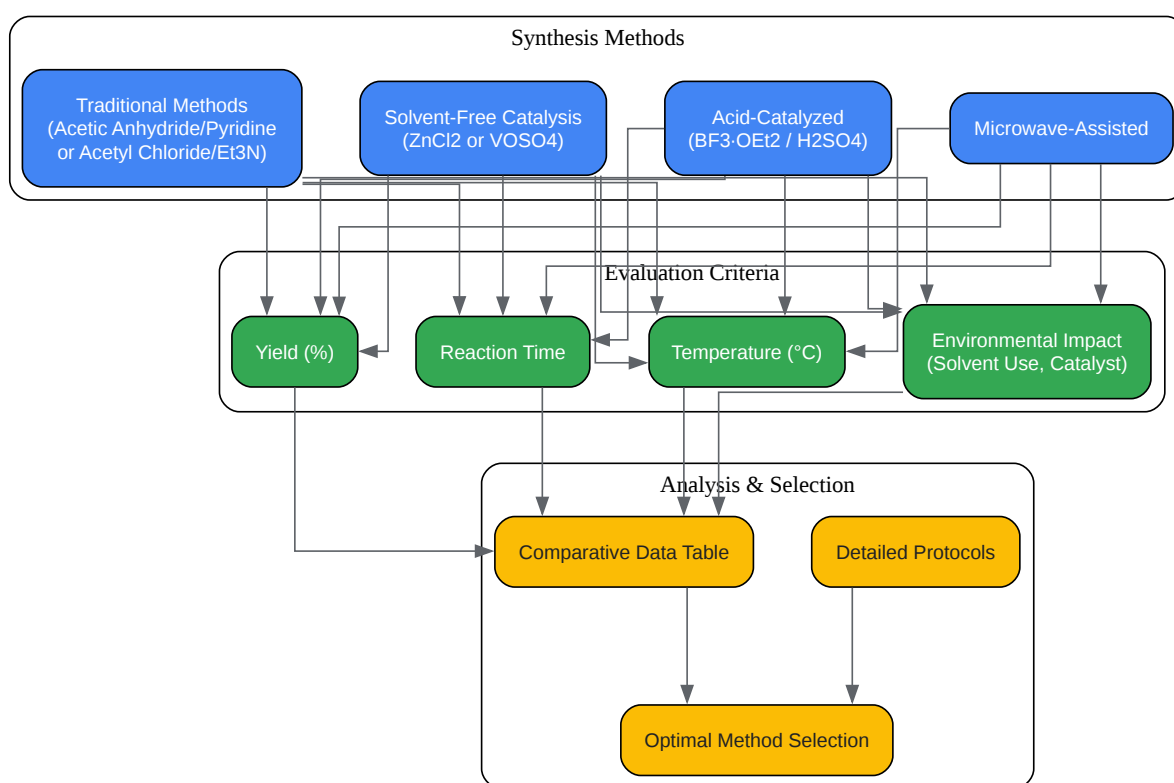 Synthesis Methods
Traditional Methods
(Acetic Anhydride/Pyridine
or Acetyl Chloride/Et3N)
Solvent-Free Catalysis
(ZnCl2 or VOSO4)
Acid-Catalyzed
(BF3·OEt2 / H2SO4)
Microwave-Assisted
Evaluation Criteria
Yield (%)
Reaction Time
Temperature (°C)
Environmental Impact
(Solvent Use, Catalyst)
Analysis & Selection
Comparative Data Table
Detailed Protocols
Optimal Method Selection